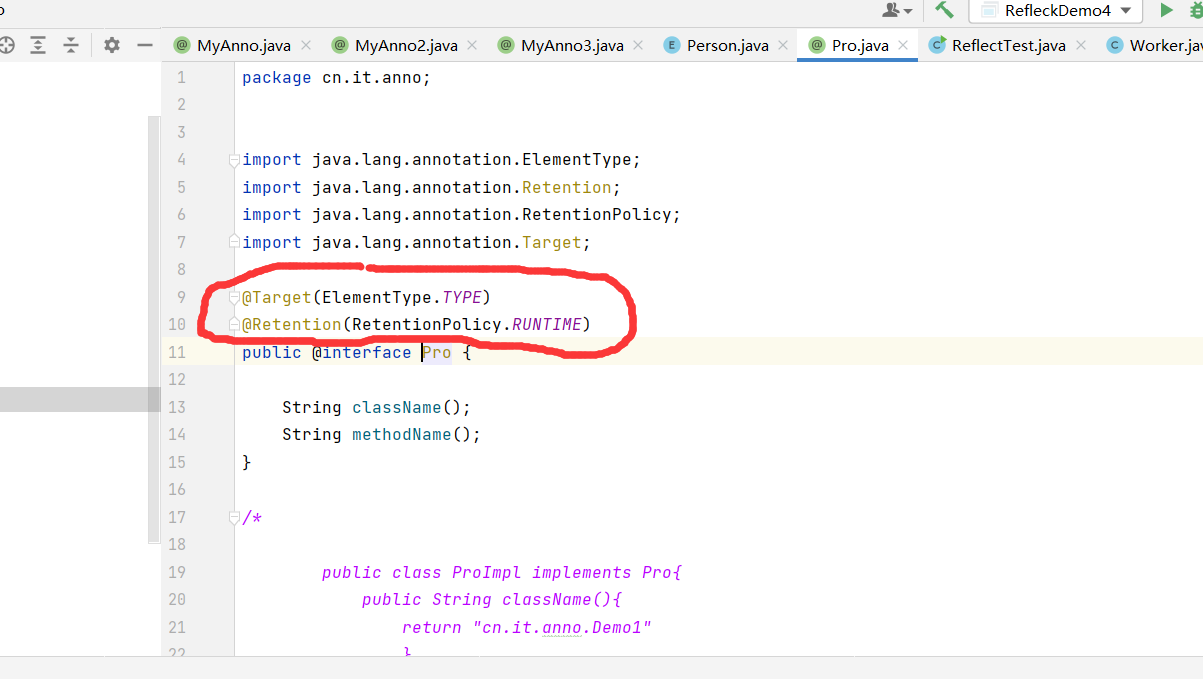 RefleckDemo4
MyAnno.java MyAnno2.java MyAnno3.java Person.java Pro.java ReflectTest.java Worker.jav
1 package cn.it.anno;
2
3
4 import java.lang.annotation.ElementType;
5 import java.lang.annotation.Retention;
6 import java.lang.annotation.RetentionPolicy;
7 import java.lang.annotation.Target;
8
9 @Target(ElementType.TYPE)
10 @Retention(RetentionPolicy.RUNTIME)
11 public @interface Pro {
12
13 String className();
14 String methodName();
15 }
16
17 /*
18
19 public class ProImpl implements Pro{
20 public String className(){
21 return "cn.it.anno.Demo1"
22 }